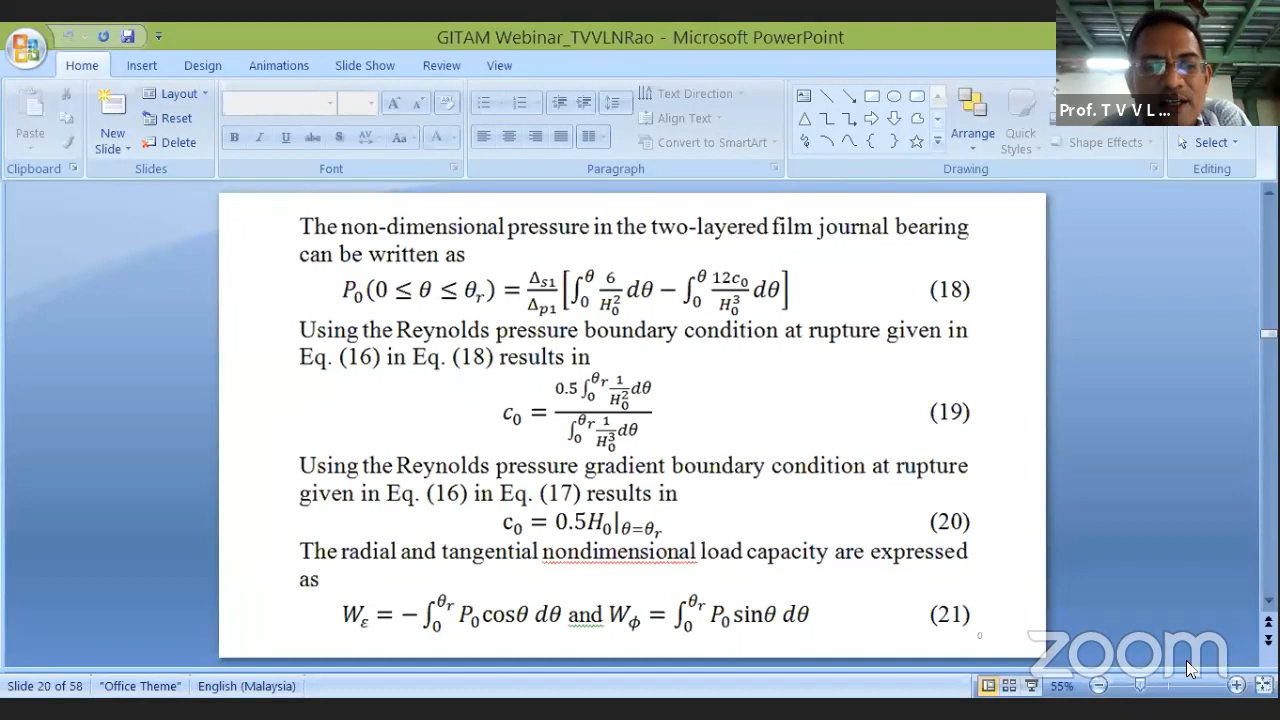 GITAM Webinar_TVVLNRao - Microsoft PowerPoint
Home Insert Design Animations Slide Show Review View
Prof. T V V L ...
Paste
New Slide
Layout
Reset
Delete
B I U abe S AV Aa A
Text Direction
Align Text
Convert to SmartArt
Arrange
Quick Styles
Shape Effects
Select
Clipboard Slides Font Paragraph Drawing Editing
The non-dimensional pressure in the two-layered film journal bearing
can be written as
P₀(0 ≤ θ ≤ θᵣ) = Δs1/Δp1 [∫₀^θ 6/H₀² dθ − ∫₀^θ 12c₀/H₀³ dθ] (18)
Using the Reynolds pressure boundary condition at rupture given in
Eq. (16) in Eq. (18) results in
c₀ = 0.5 ∫₀^θᵣ 1/H₀² dθ / ∫₀^θᵣ 1/H₀³ dθ (19)
Using the Reynolds pressure gradient boundary condition at rupture
given in Eq. (16) in Eq. (17) results in
c₀ = 0.5H₀|θ=θᵣ (20)
The radial and tangential nondimensional load capacity are expressed
as
Wε = − ∫₀^θᵣ P₀cosθ dθ and Wϕ = ∫₀^θᵣ P₀sinθ dθ (21)
0
zoom
Slide 20 of 58 "Office Theme" English (Malaysia) 55%